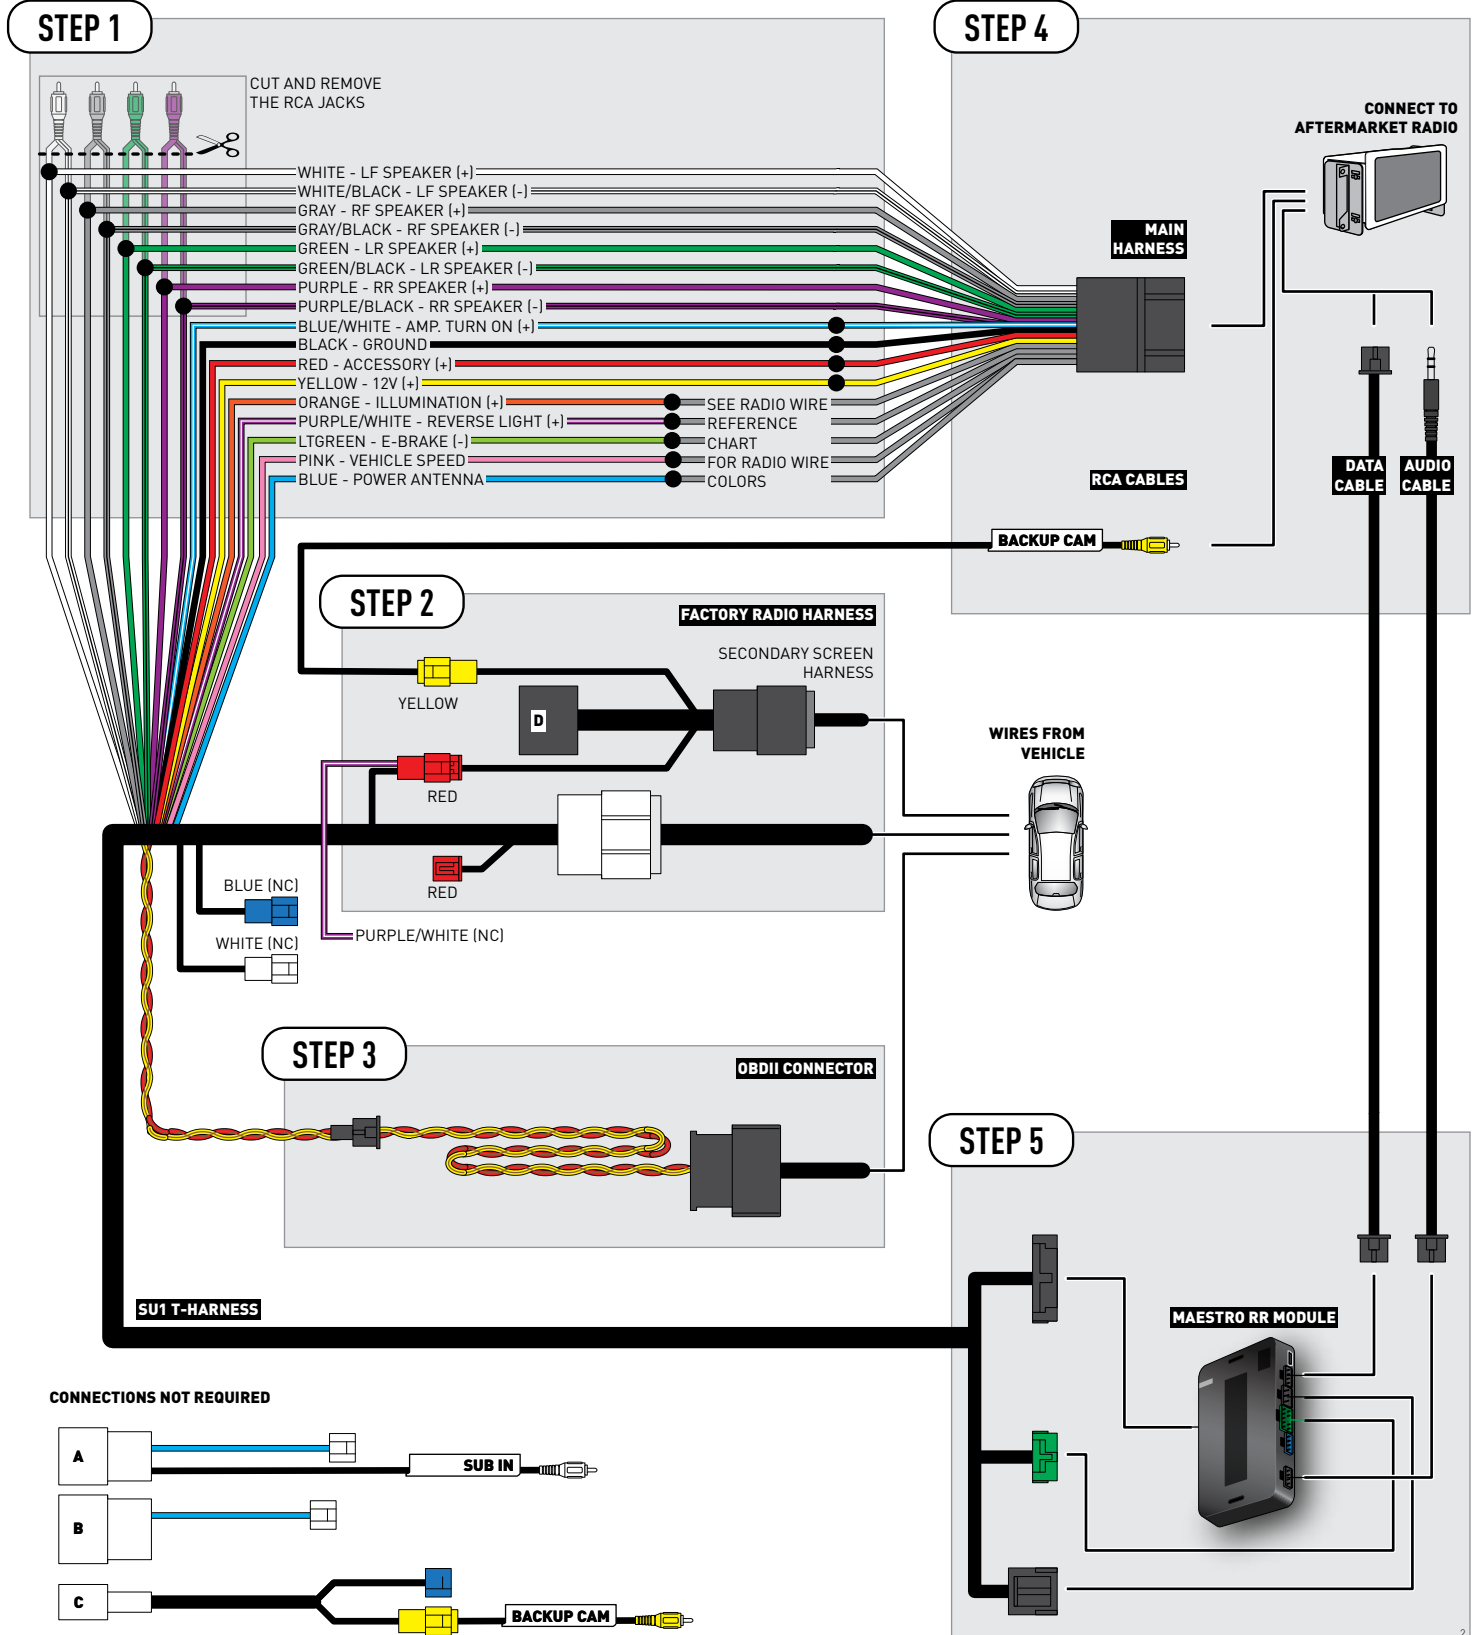 STEP 1
CUT AND REMOVE
THE RCA JACKS
WHITE - LF SPEAKER (+)
WHITE/BLACK - LF SPEAKER (-)
GRAY - RF SPEAKER (+)
GRAY/BLACK - RF SPEAKER (-)
GREEN - LR SPEAKER (+)
GREEN/BLACK - LR SPEAKER (-)
PURPLE - RR SPEAKER (+)
PURPLE/BLACK - RR SPEAKER (-)
BLUE/WHITE - AMP. TURN ON (+)
BLACK - GROUND
RED - ACCESSORY (+)
YELLOW - 12V (+)
ORANGE - ILLUMINATION (+)
PURPLE/WHITE - REVERSE LIGHT (+)
LTGREEN - E-BRAKE (-)
PINK - VEHICLE SPEED
BLUE - POWER ANTENNA
SEE RADIO WIRE
REFERENCE
CHART
FOR RADIO WIRE
COLORS
STEP 4
CONNECT TO
AFTERMARKET RADIO
MAIN
HARNESS
RCA CABLES
DATA
CABLE
AUDIO
CABLE
BACKUP CAM
STEP 2
FACTORY RADIO HARNESS
SECONDARY SCREEN
HARNESS
YELLOW
D
RED
RED
WIRES FROM
VEHICLE
BLUE (NC)
WHITE (NC)
PURPLE/WHITE (NC)
STEP 3
OBDII CONNECTOR
STEP 5
SU1 T-HARNESS
MAESTRO RR MODULE
CONNECTIONS NOT REQUIRED
A
SUB IN
B
C
BACKUP CAM
2